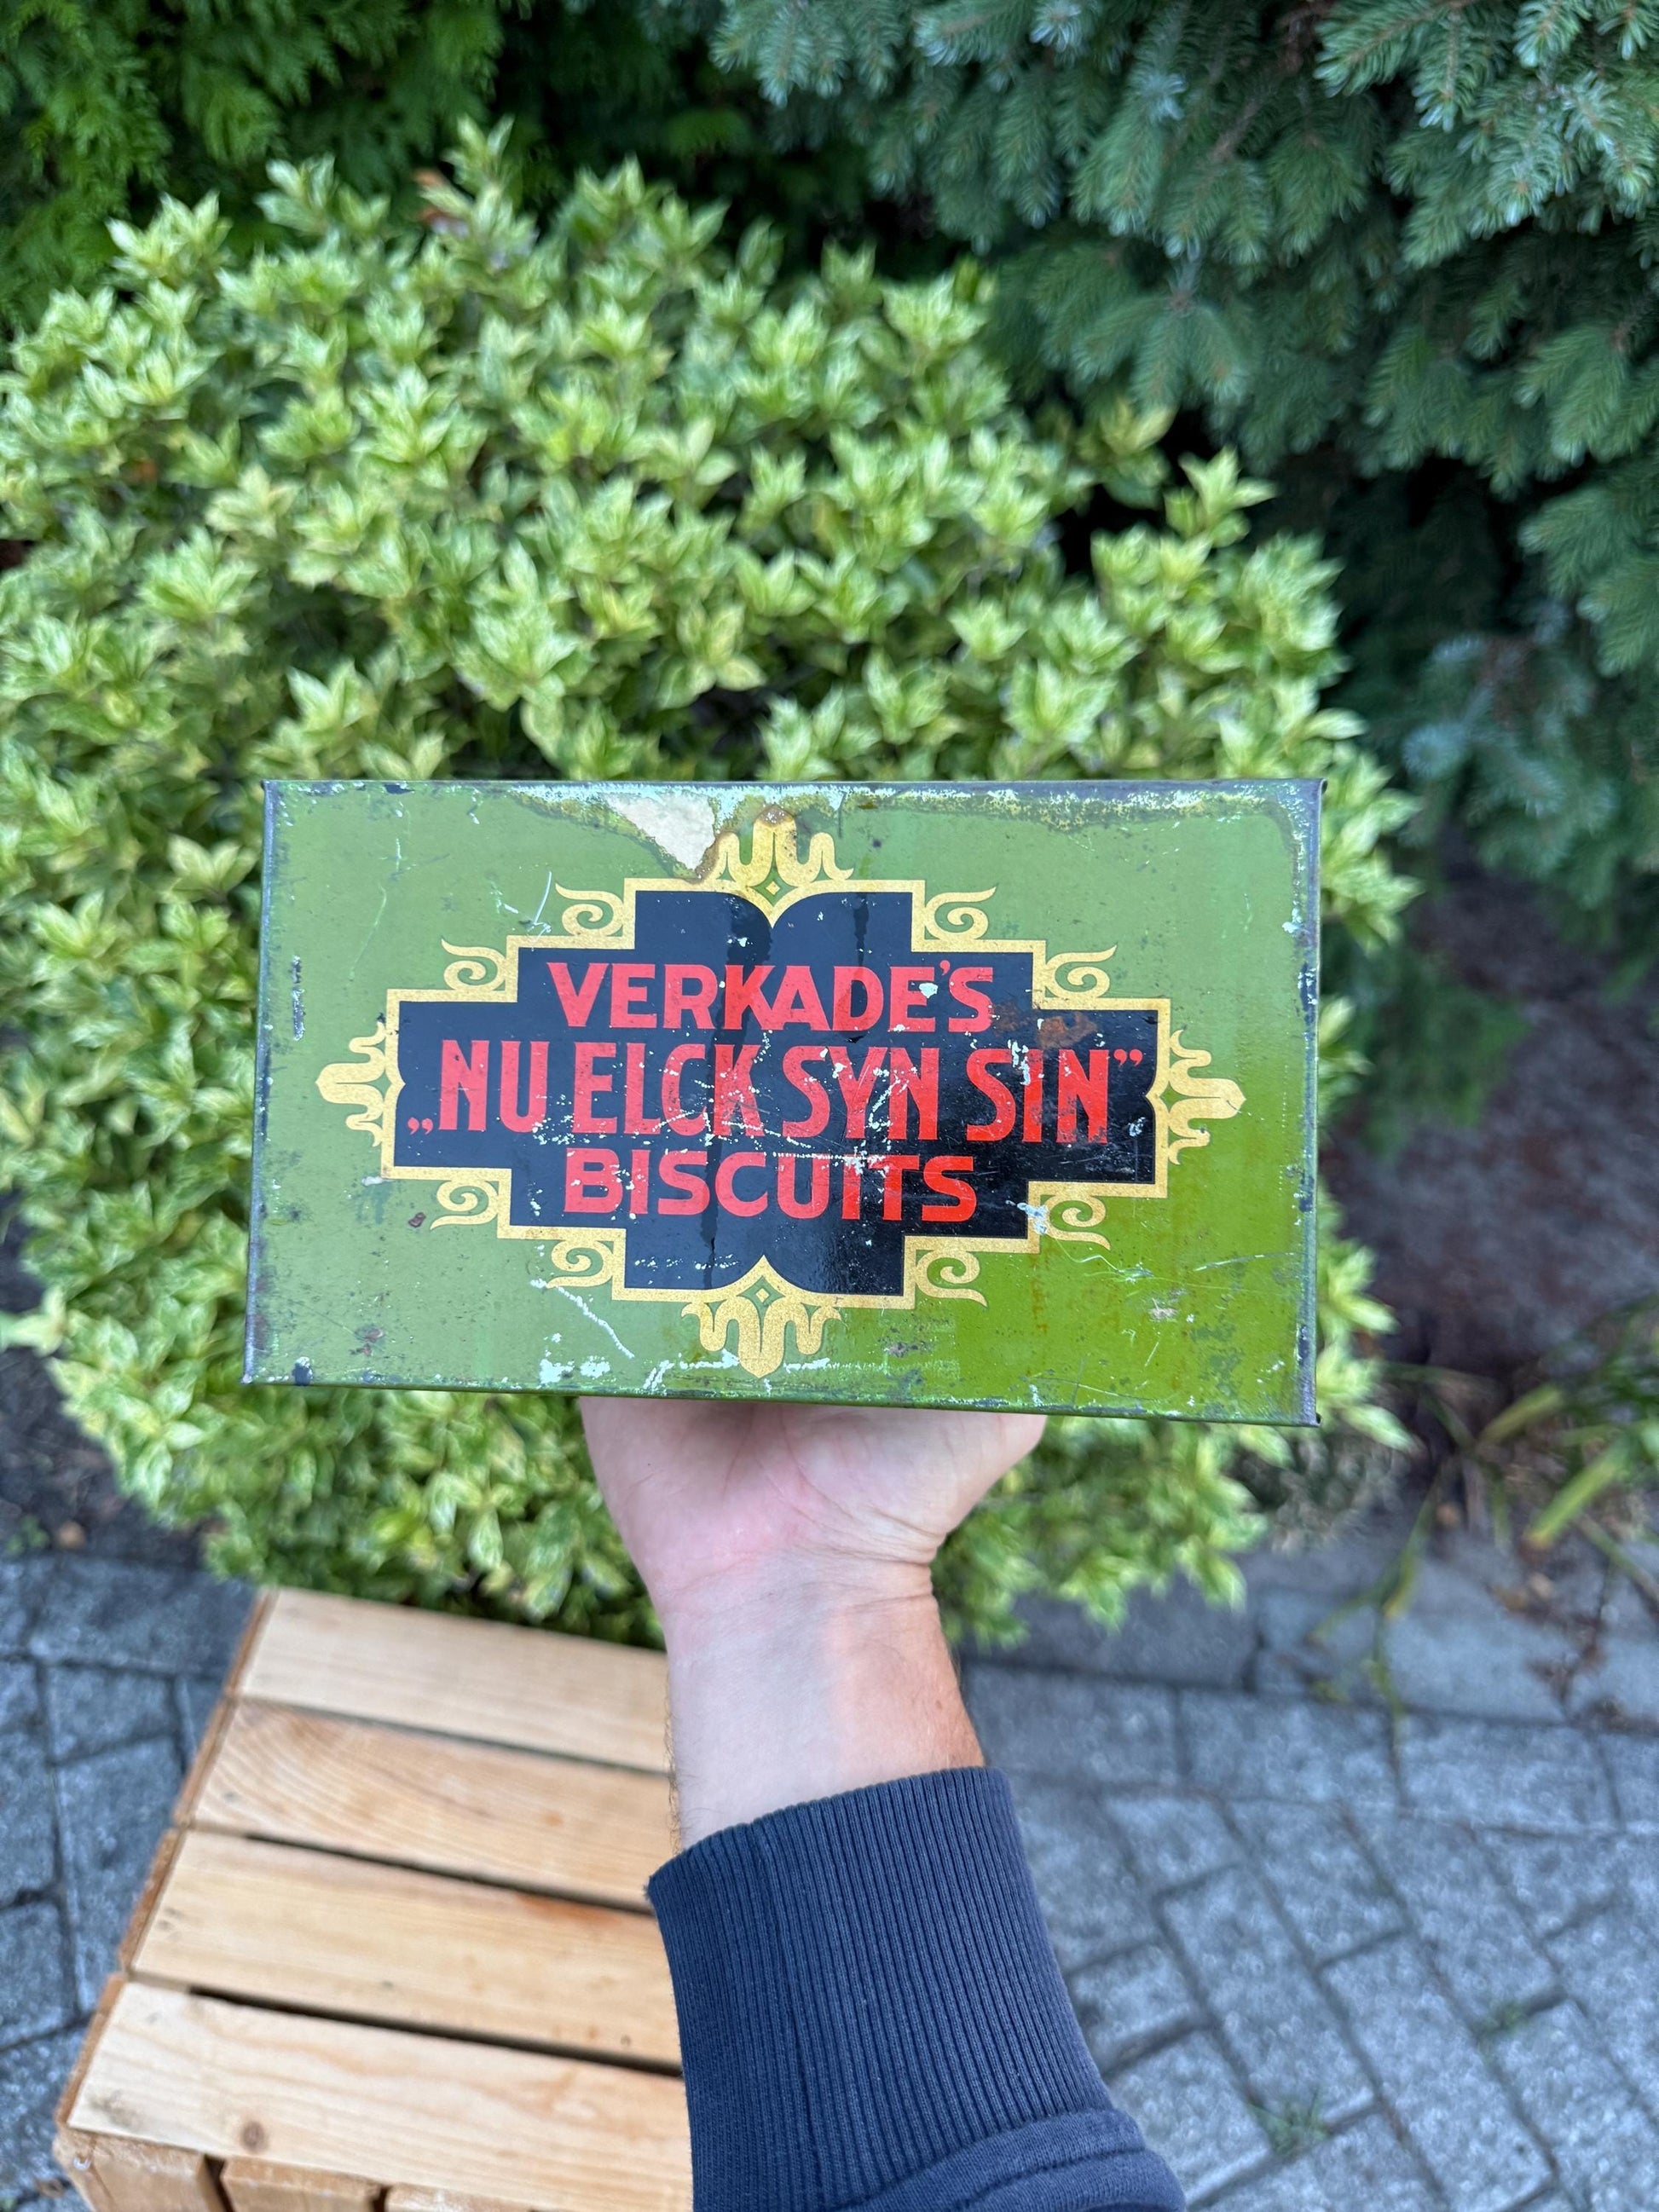 VERKADE'S
„NU ELCK SYN SIN”
BISCUITS